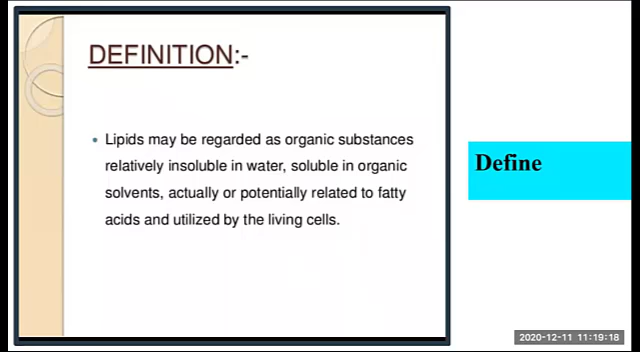 DEFINITION:-
• Lipids may be regarded as organic substances
relatively insoluble in water, soluble in organic
solvents, actually or potentially related to fatty
acids and utilized by the living cells.
Define
2020-12-11 11:19:18